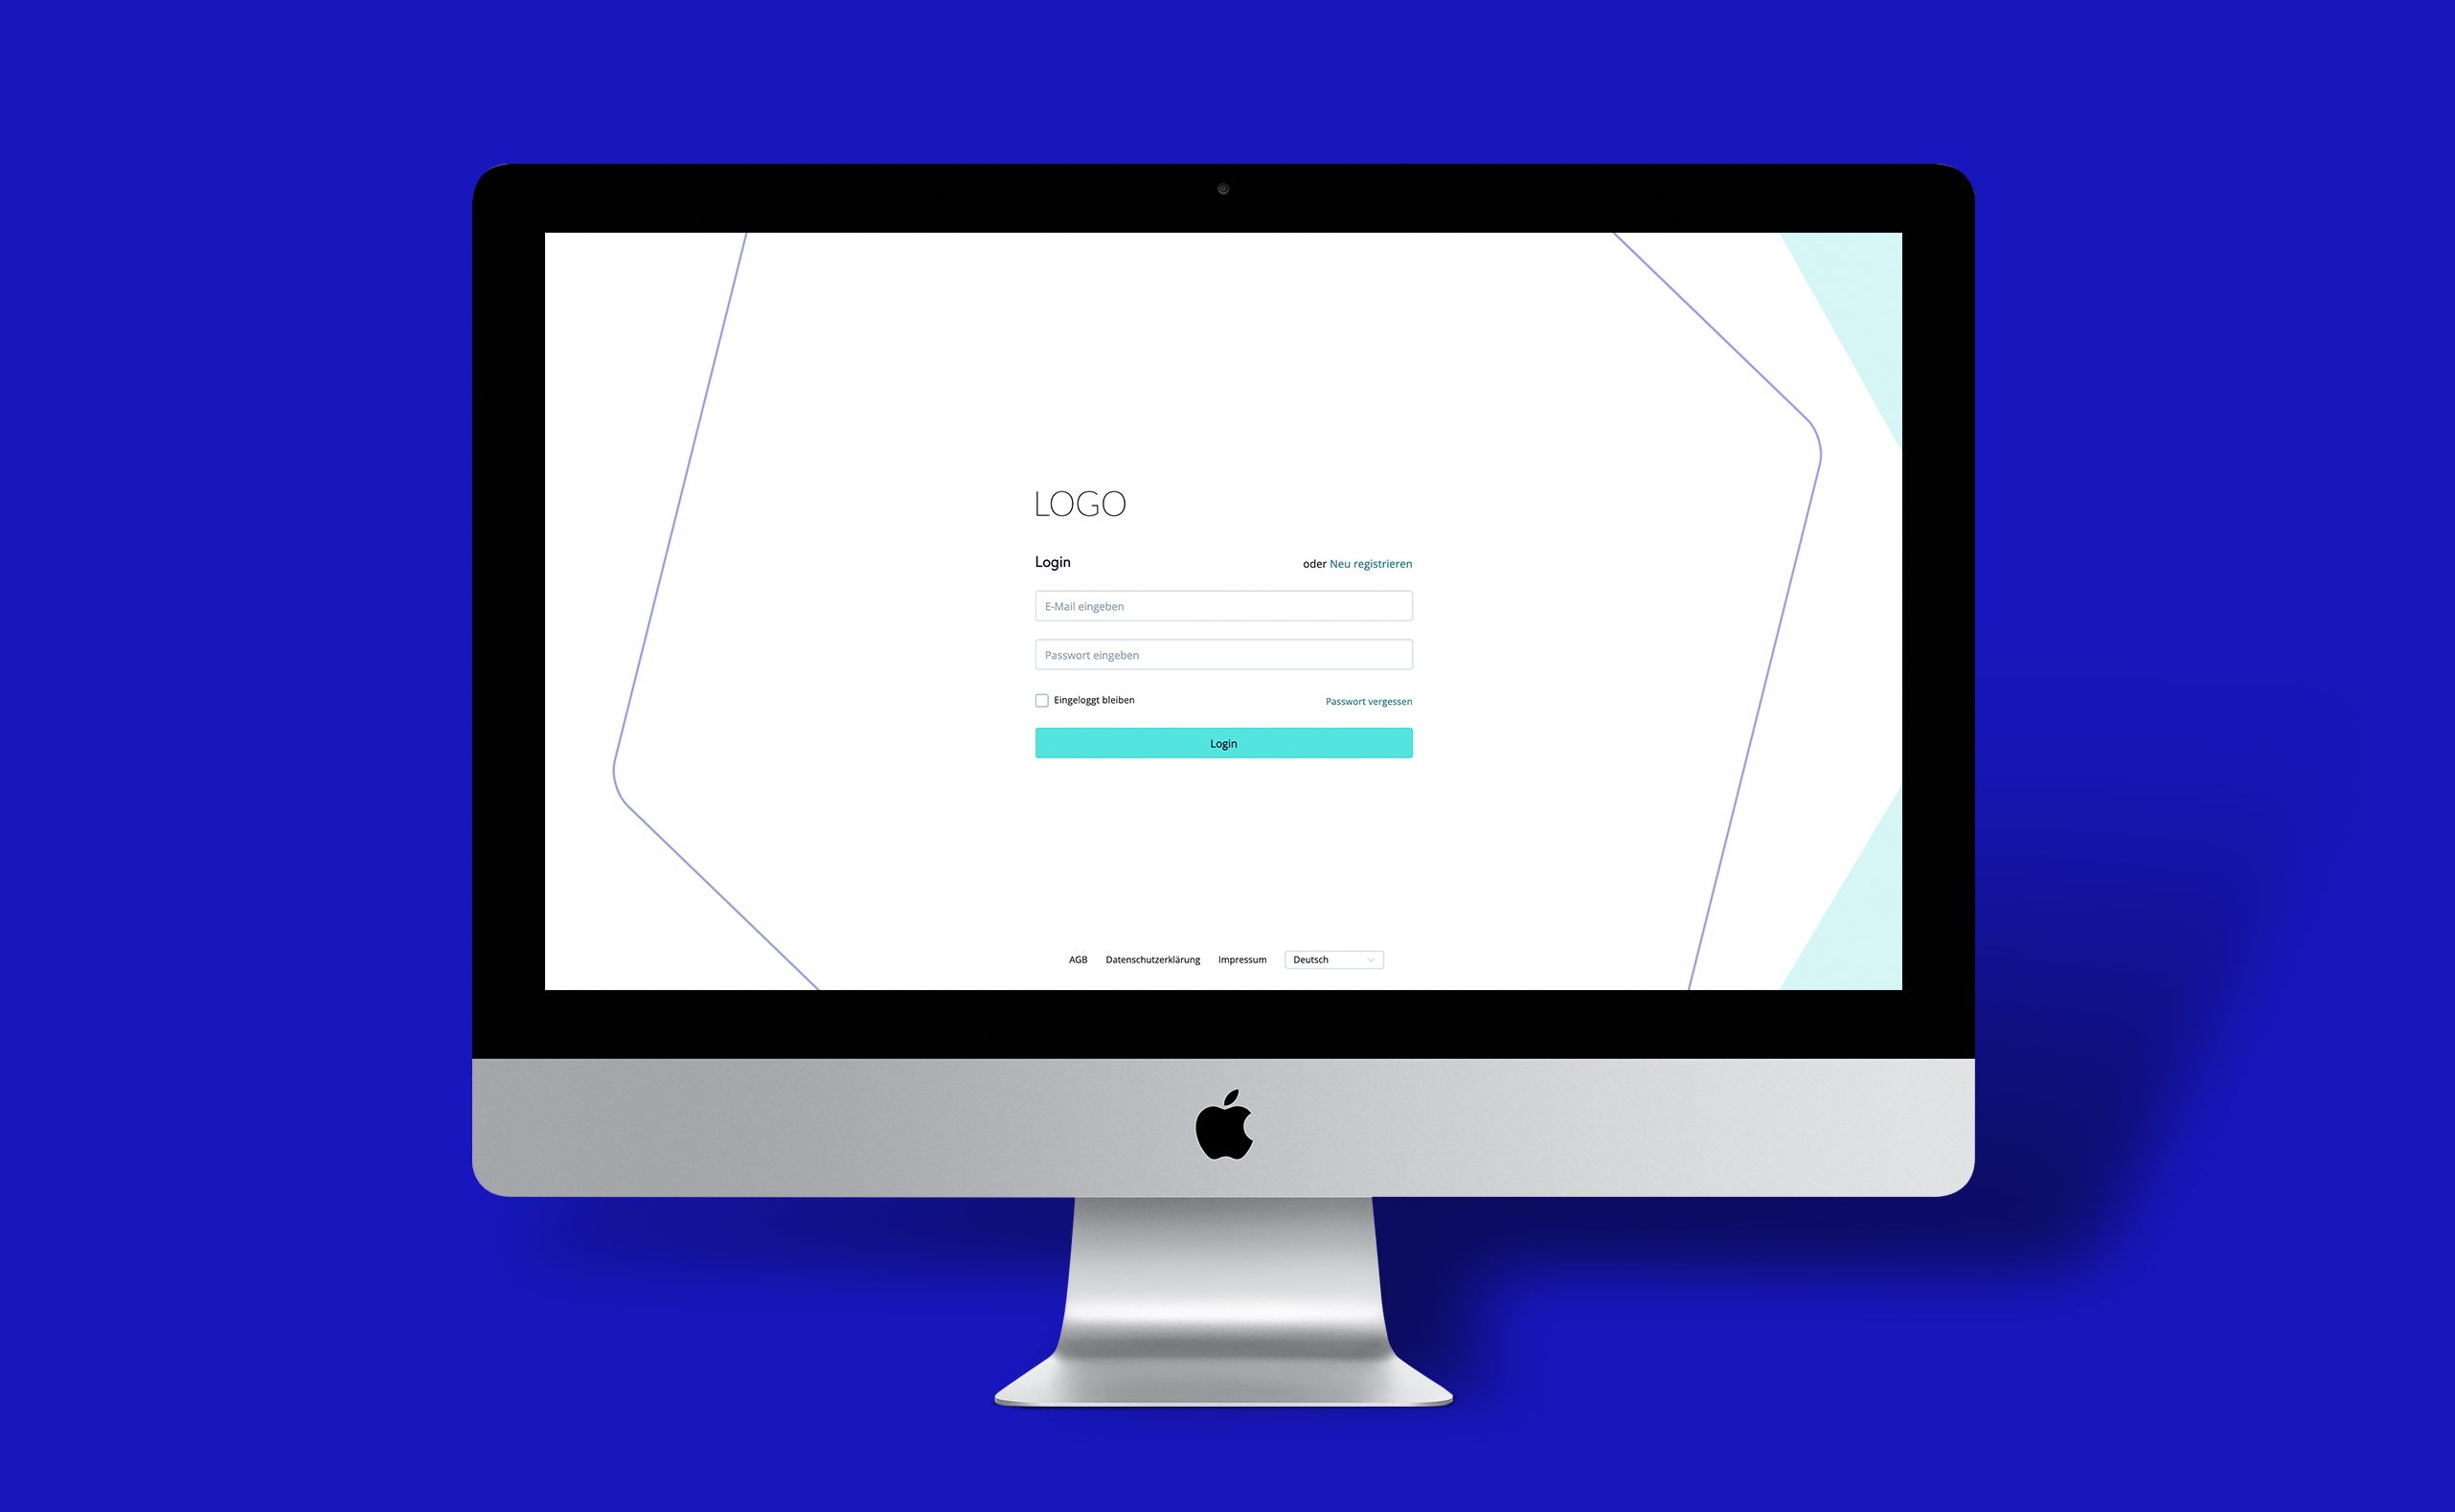 LOGO
Login
oder Neu registrieren
E-Mail eingeben
Passwort eingeben
Eingeloggt bleiben
Passwort vergessen
Login
AGB Datenschutzerklärung Impressum Deutsch